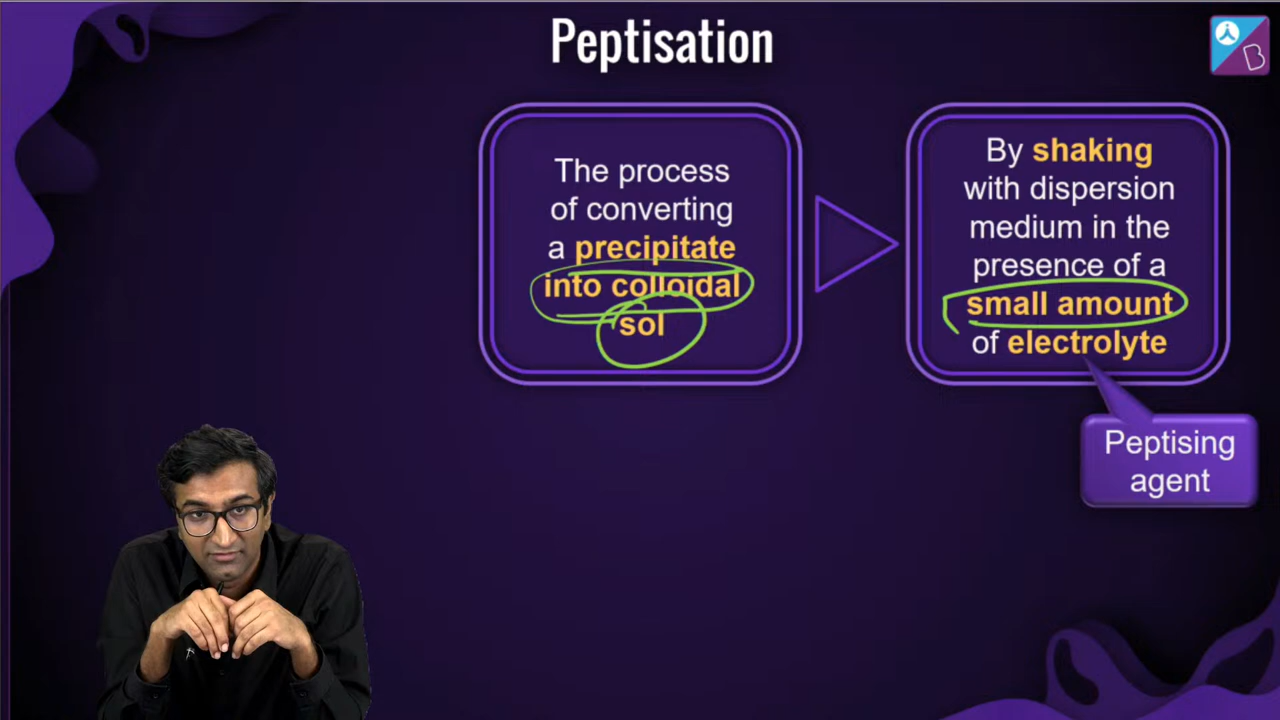 Peptisation
B
The process
of converting
a precipitate
into colloidal
sol
By shaking
with dispersion
medium in the
presence of a
small amount
of electrolyte
Peptising
agent